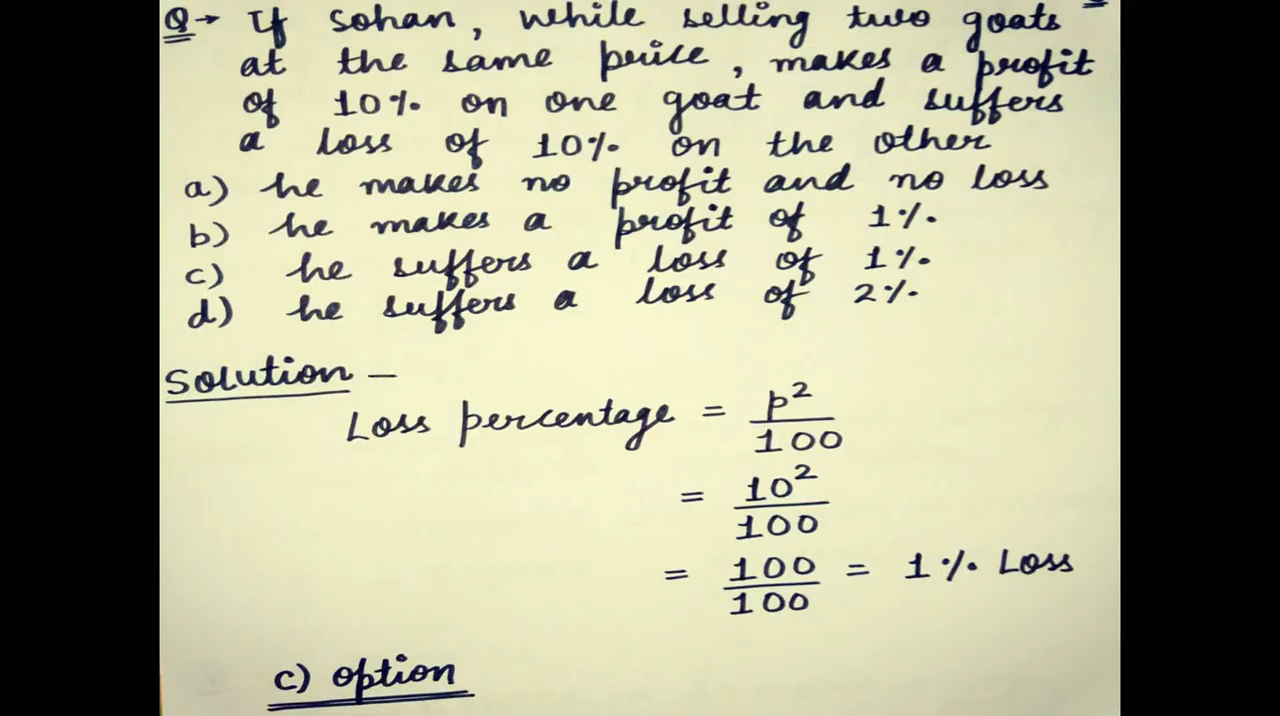 Q→ If Sohan, while selling two goats
at the same price, makes a profit
of 10% on one goat and suffers
a loss of 10% on the other
a) he makes no profit and no loss
b) he makes a profit of 1%.
c) he suffers a loss of 1%.
d) he suffers a loss of 2%.
Solution —
Loss percentage = p²/100
= 10²/100
= 100/100 = 1% Loss
c) option